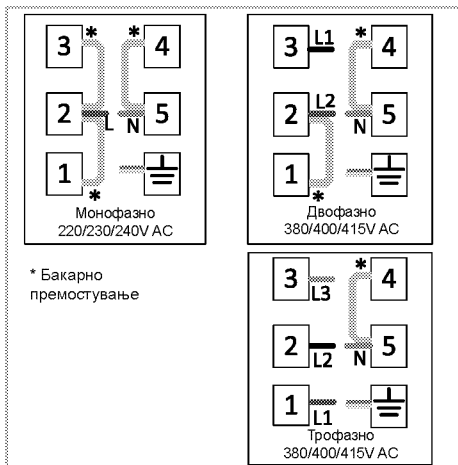 3 * 4
2 L N 5
1 *
Монофазно
220/230/240V AC
3 L1 * 4
2 L2 N 5
1 *
Двофазно
380/400/415V AC
* Бакарно
премостување
3 L3 * 4
2 L2 N 5
1 L1
Трофазно
380/400/415V AC